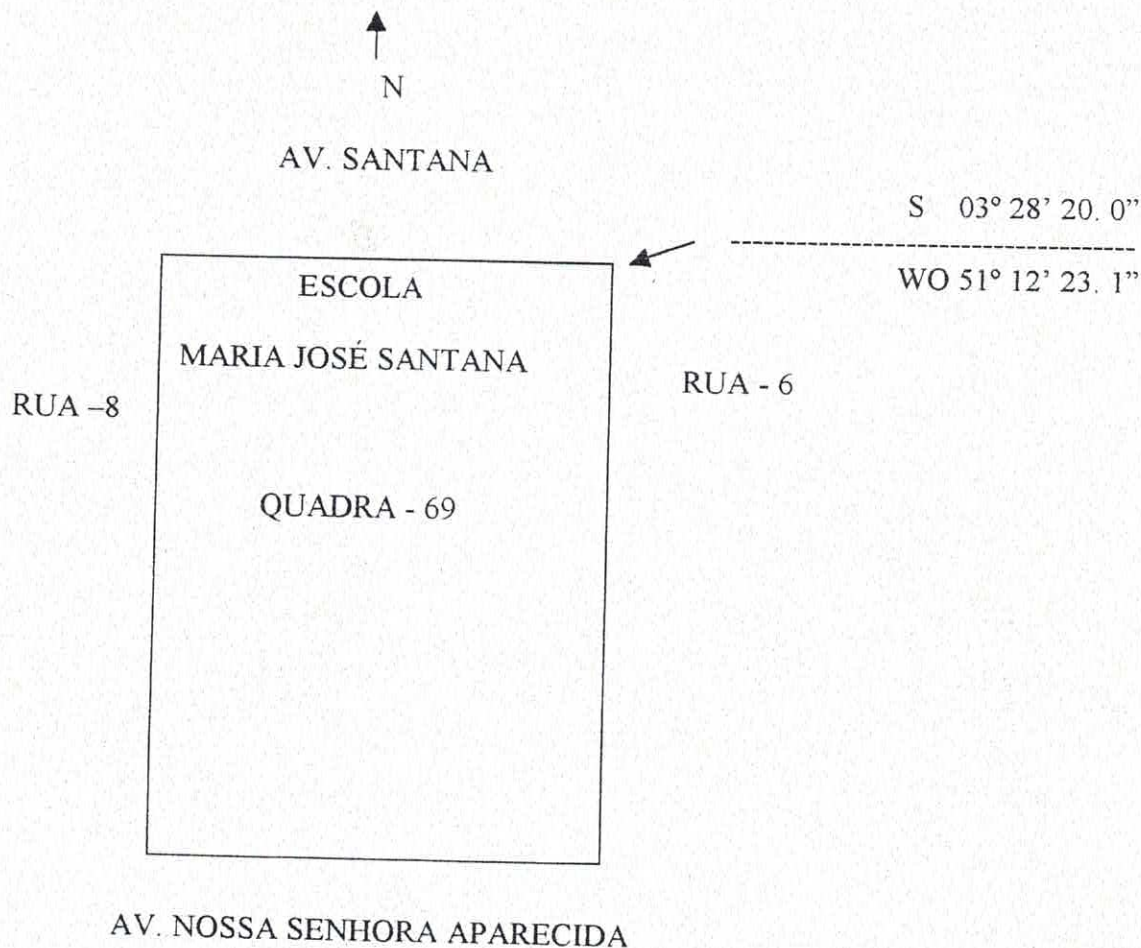 N
AV. SANTANA
S 03° 28' 20. 0"
WO 51° 12' 23. 1"
ESCOLA
MARIA JOSÉ SANTANA
RUA - 6
RUA –8
QUADRA - 69
AV. NOSSA SENHORA APARECIDA